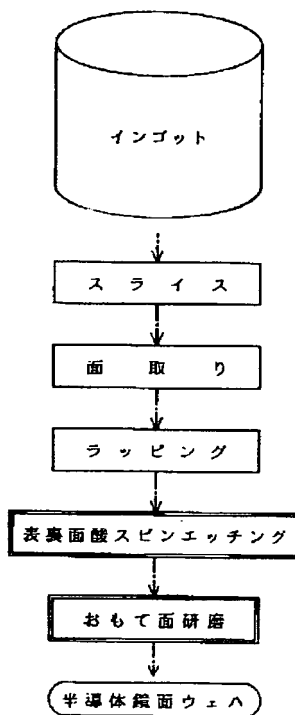 インゴット
スライス
面取り
ラッピング
表裏面酸スピンエッチング
おもて面研磨
半導体鏡面ウェハ